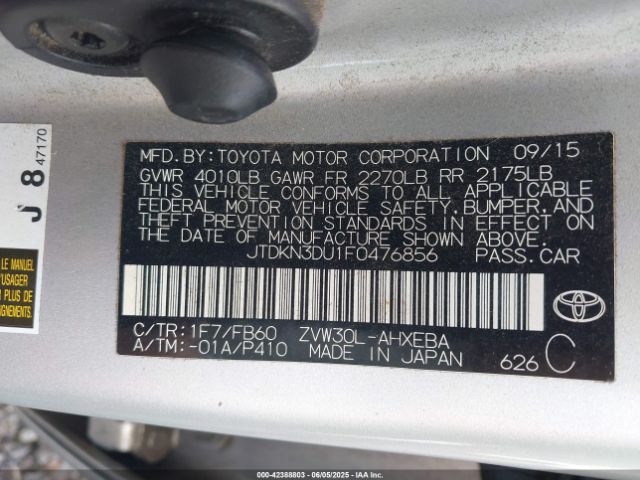 MFD.BY:TOYOTA MOTOR CORPORATION 09/15
GVWR 4010LB GAWR FR 2270LB RR 2175LB
THIS VEHICLE CONFORMS TO ALL APPLICABLE
FEDERAL MOTOR VEHICLE SAFETY, BUMPER, AND
THEFT PREVENTION STANDARDS IN EFFECT ON
THE DATE OF MANUFACTURE SHOWN ABOVE.
JTDKN3DU1F0476856 PASS.CAR
C/TR:1F7/FB60 ZVW30L-AHXEBA
A/TM:-01A/P410 MADE IN JAPAN
626 C
TOYOTA
J 8 47170
LE MANUEL
'USAGER
PLUS DE
IGNEMENTS.
000-42388803 - 06/05/2025 - IAAI.com